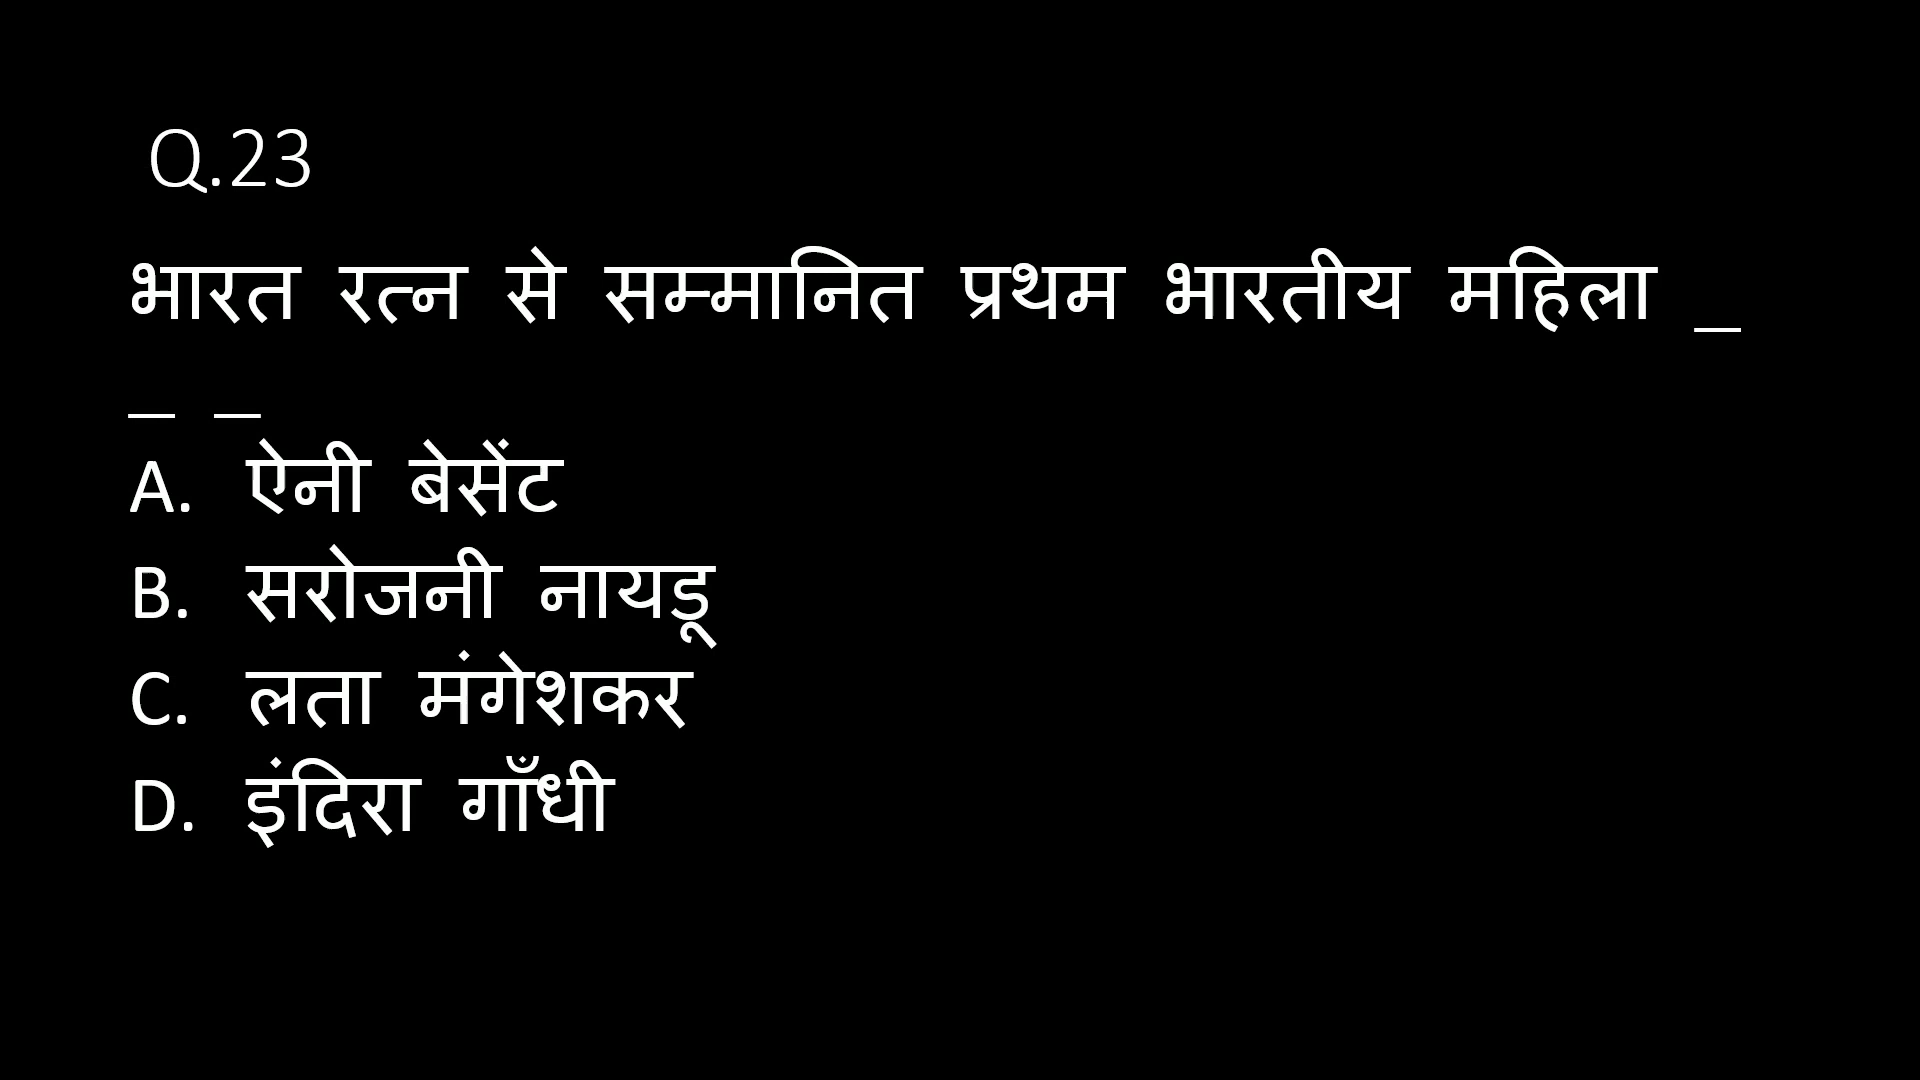 Q.23
भारत रत्न से सम्मानित प्रथम भारतीय महिला _
_ _
A. ऐनी बेसेंट
B. सरोजनी नायडू
C. लता मंगेशकर
D. इंदिरा गाँधी